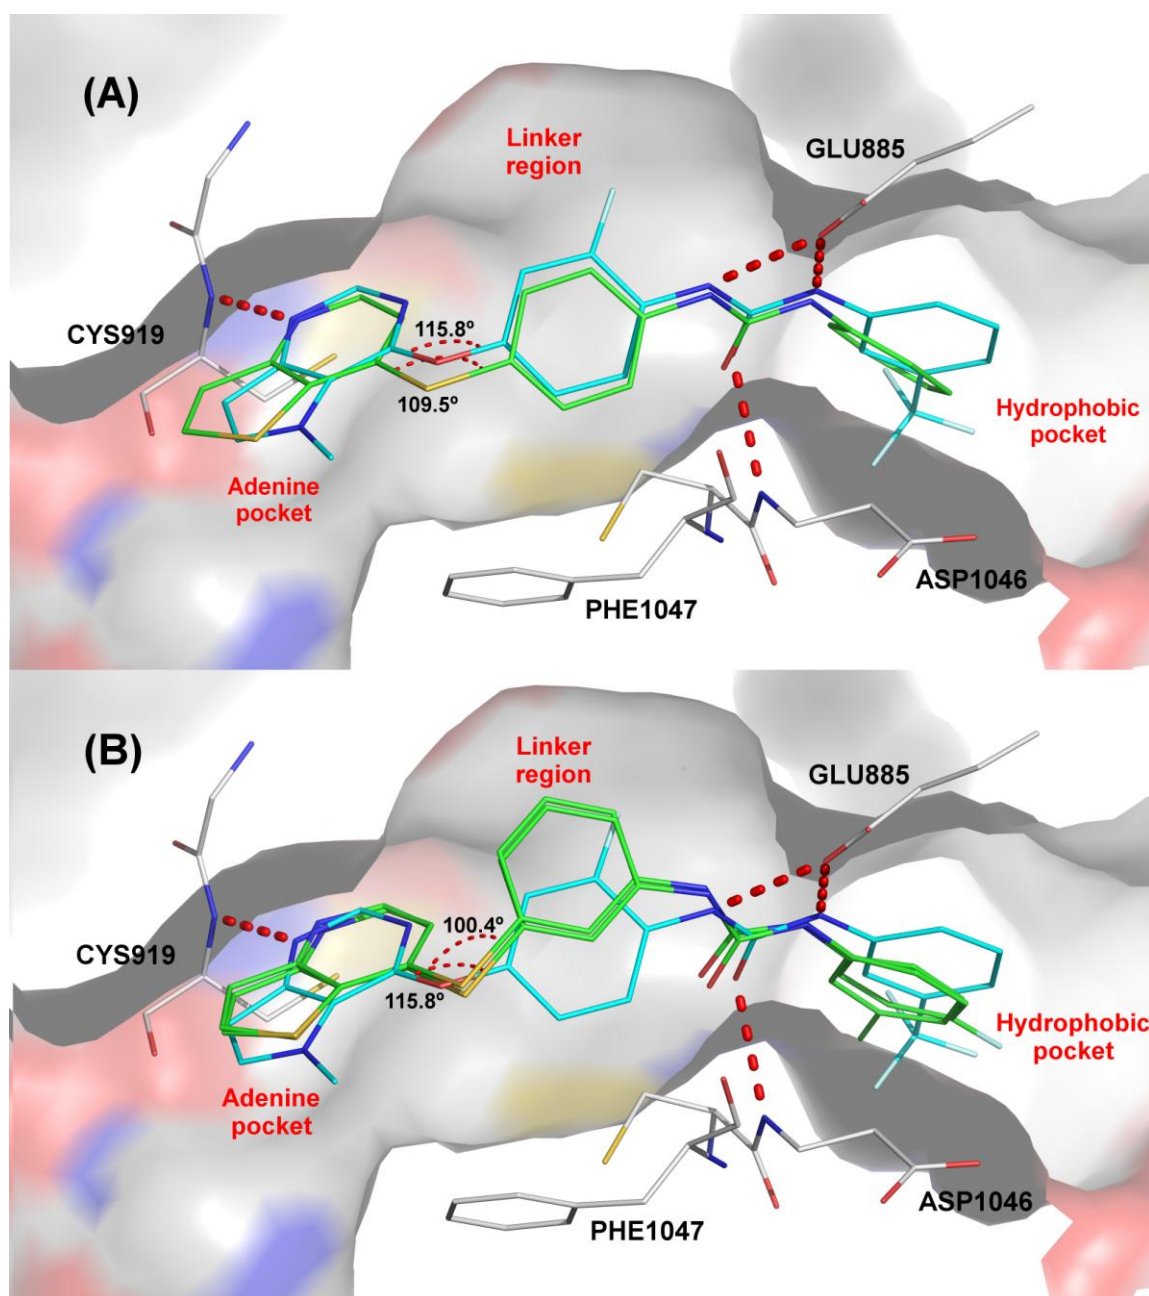 (A)
Linker
region
GLU885
CYS919
115.8º
109.5º
Adenine
pocket
Hydrophobic
pocket
PHE1047
ASP1046
(B)
Linker
region
GLU885
CYS919
100.4º
115.8º
Adenine
pocket
Hydrophobic
pocket
PHE1047
ASP1046